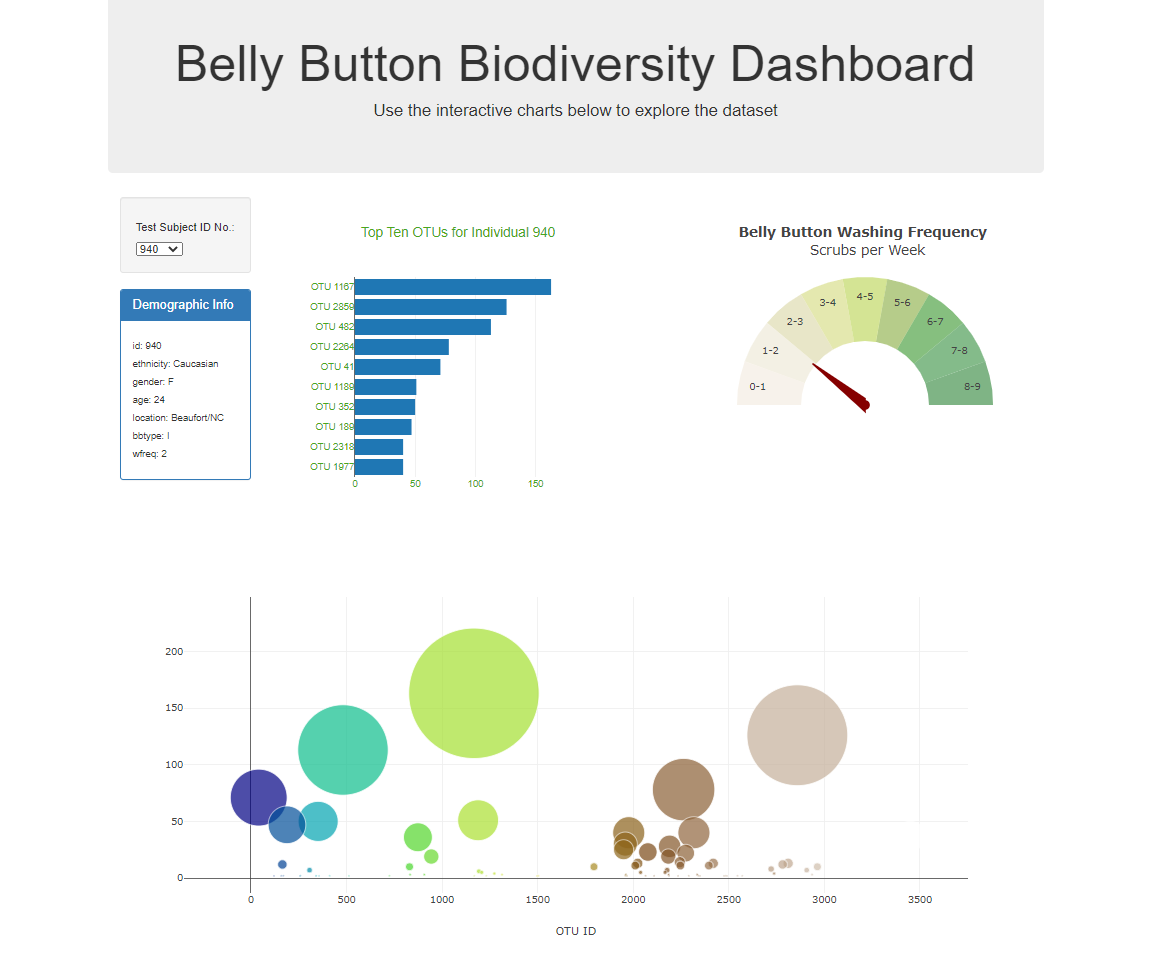 Belly Button Biodiversity Dashboard
Use the interactive charts below to explore the dataset
Test Subject ID No.:
940
Demographic Info
id: 940
ethnicity: Caucasian
gender: F
age: 24
location: Beaufort/NC
bbtype: I
wfreq: 2
Top Ten OTUs for Individual 940
OTU 1167
OTU 2859
OTU 482
OTU 2264
OTU 41
OTU 1189
OTU 352
OTU 189
OTU 2318
OTU 1977
0 50 100 150
Belly Button Washing Frequency
Scrubs per Week
0-1
1-2
2-3
3-4
4-5
5-6
6-7
7-8
8-9
200
150
100
50
0
0 500 1000 1500 2000 2500 3000 3500
OTU ID